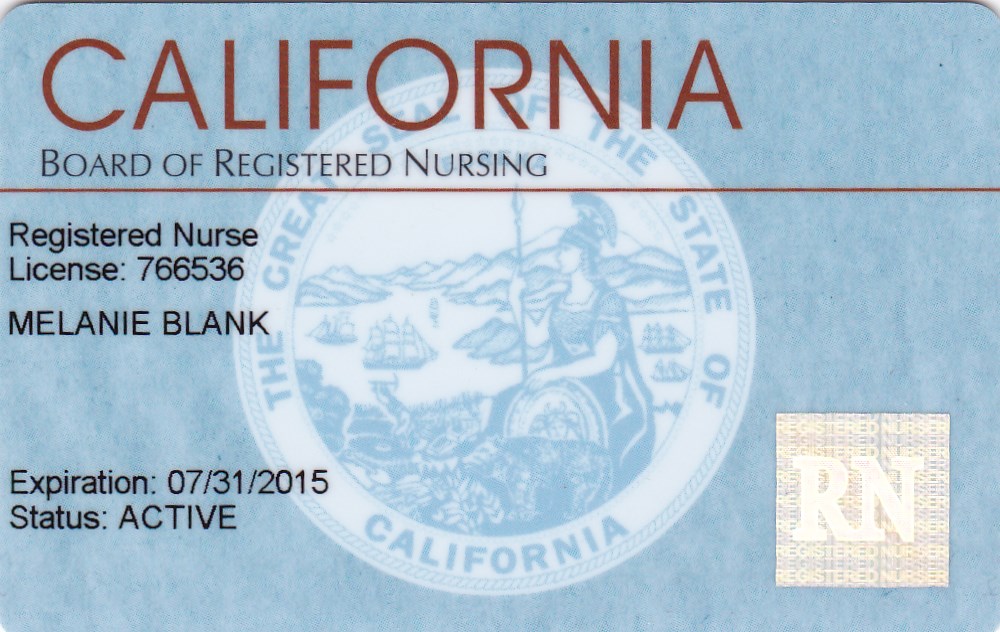 CALIFORNIA
BOARD OF REGISTERED NURSING
THE GREAT SEAL OF THE STATE OF
CALIFORNIA
Registered Nurse
License: 766536
MELANIE BLANK
Expiration: 07/31/2015
Status: ACTIVE
REGISTERED NURSE
RN
REGISTERED NURSE
REGISTERED NURSE